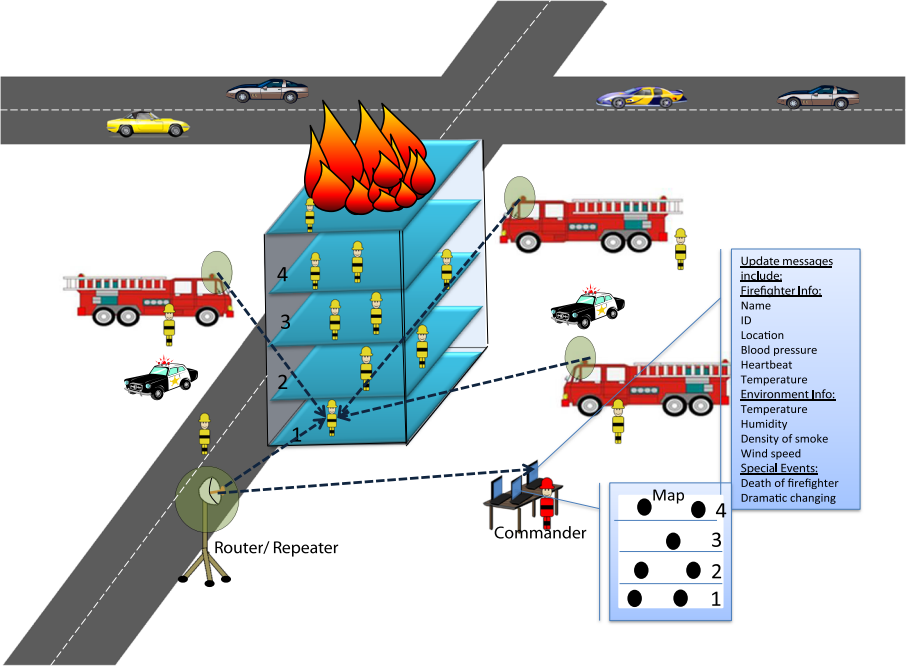 4
3
2
1
Router/ Repeater
Commander
Update messages
include:
Firefighter Info:
Name
ID
Location
Blood pressure
Heartbeat
Temperature
Environment Info:
Temperature
Humidity
Density of smoke
Wind speed
Special Events:
Death of firefighter
Dramatic changing
Map
4
3
2
1